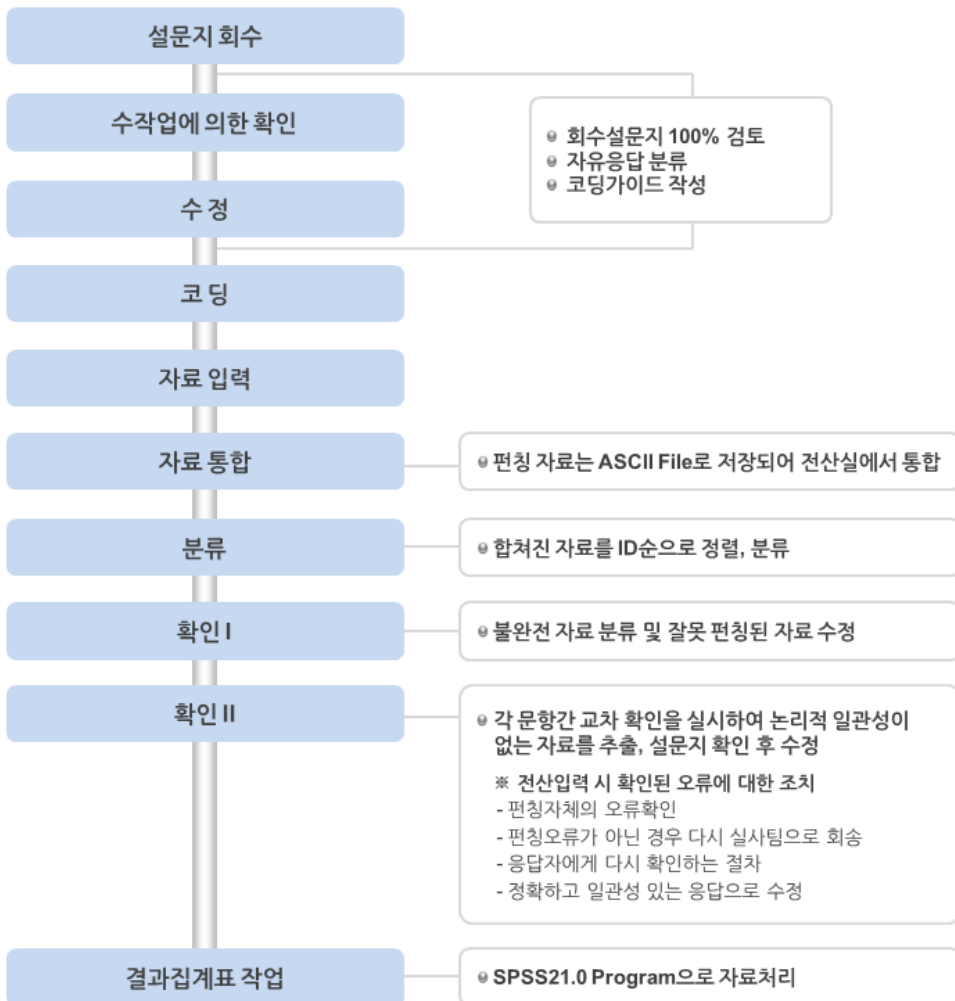 설문지 회수
수작업에 의한 확인
● 회수설문지 100% 검토
● 자유응답 분류
● 코딩가이드 작성
수 정
코 딩
자료 입력
자료 통합
● 펀칭 자료는 ASCII File로 저장되어 전산실에서 통합
분류
● 합쳐진 자료를 ID순으로 정렬, 분류
확인 I
● 불완전 자료 분류 및 잘못 펀칭된 자료 수정
확인 II
● 각 문항간 교차 확인을 실시하여 논리적 일관성이
없는 자료를 추출, 설문지 확인 후 수정
※ 전산입력 시 확인된 오류에 대한 조치
- 펀칭자체의 오류확인
- 펀칭오류가 아닌 경우 다시 실사팀으로 회송
- 응답자에게 다시 확인하는 절차
- 정확하고 일관성 있는 응답으로 수정
결과집계표 작업
● SPSS21.0 Program으로 자료처리